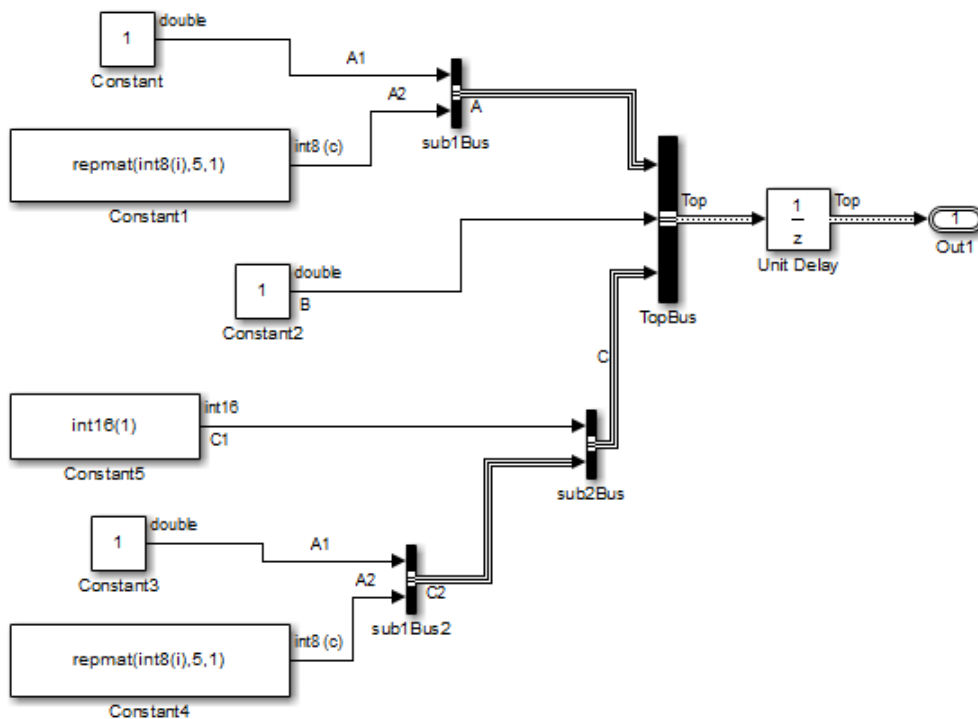 1
double
Constant
A1
A2
A
sub1Bus
repmat(int8(i),5,1)
int8 (c)
Constant1
1
double
B
Constant2
Top
TopBus
1
z
Unit Delay
Top
1
Out1
C
int16(1)
int16
C1
Constant5
sub2Bus
1
double
Constant3
A1
A2
C2
sub1Bus2
repmat(int8(i),5,1)
int8 (c)
Constant4